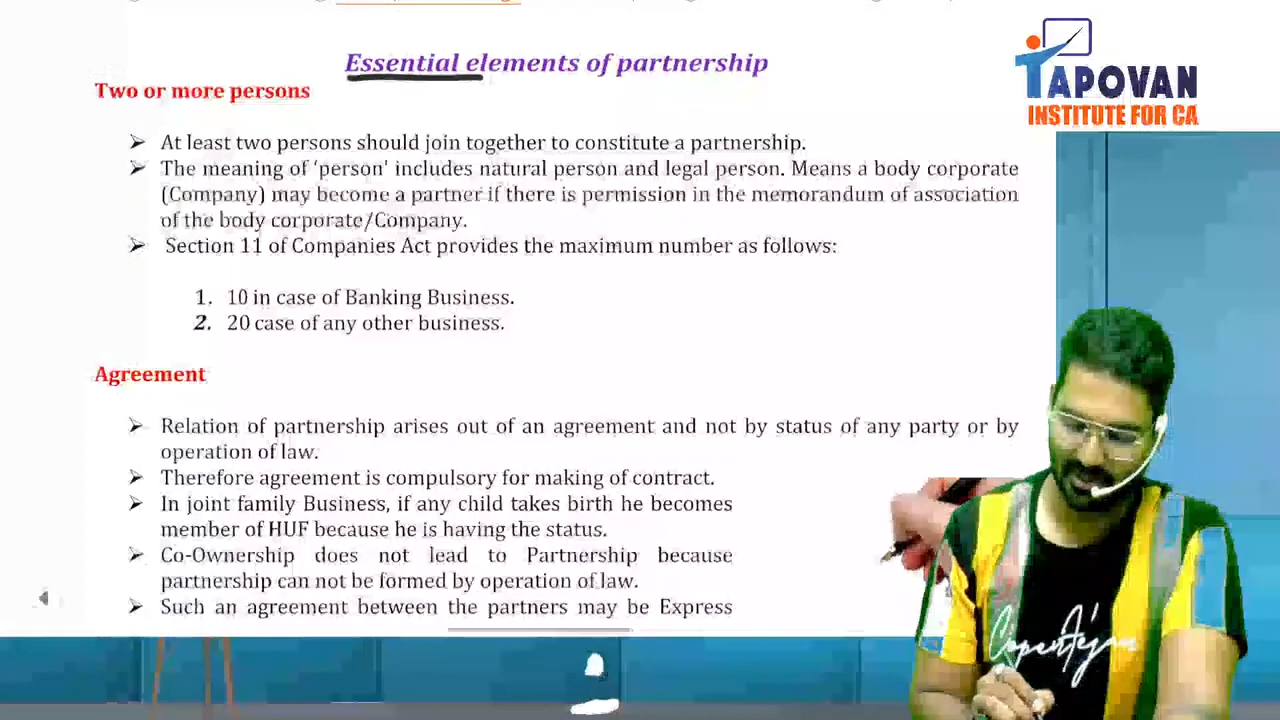 Essential elements of partnership
TAPOVAN
INSTITUTE FOR CA
Two or more persons
➢ At least two persons should join together to constitute a partnership.
➢ The meaning of ‘person' includes natural person and legal person. Means a body corporate
(Company) may become a partner if there is permission in the memorandum of association
of the body corporate/Company.
➢ Section 11 of Companies Act provides the maximum number as follows:
1. 10 in case of Banking Business.
2. 20 case of any other business.
Agreement
➢ Relation of partnership arises out of an agreement and not by status of any party or by
operation of law.
➢ Therefore agreement is compulsory for making of contract.
➢ In joint family Business, if any child takes birth he becomes
member of HUF because he is having the status.
➢ Co-Ownership does not lead to Partnership because
partnership can not be formed by operation of law.
➢ Such an agreement between the partners may be Express